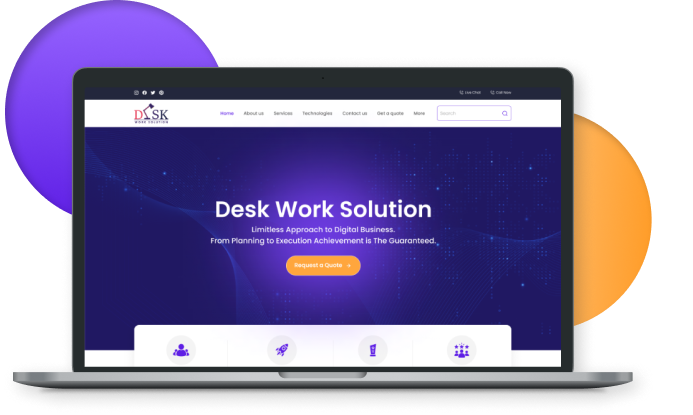 Live Chat Call Now
DESK
WORK SOLUTION
Home About us Services Technologies Contact us Get a quote More Search
Desk Work Solution
Limitless Approach to Digital Business.
From Planning to Execution Achievement is The Guaranteed.
Request a Quote